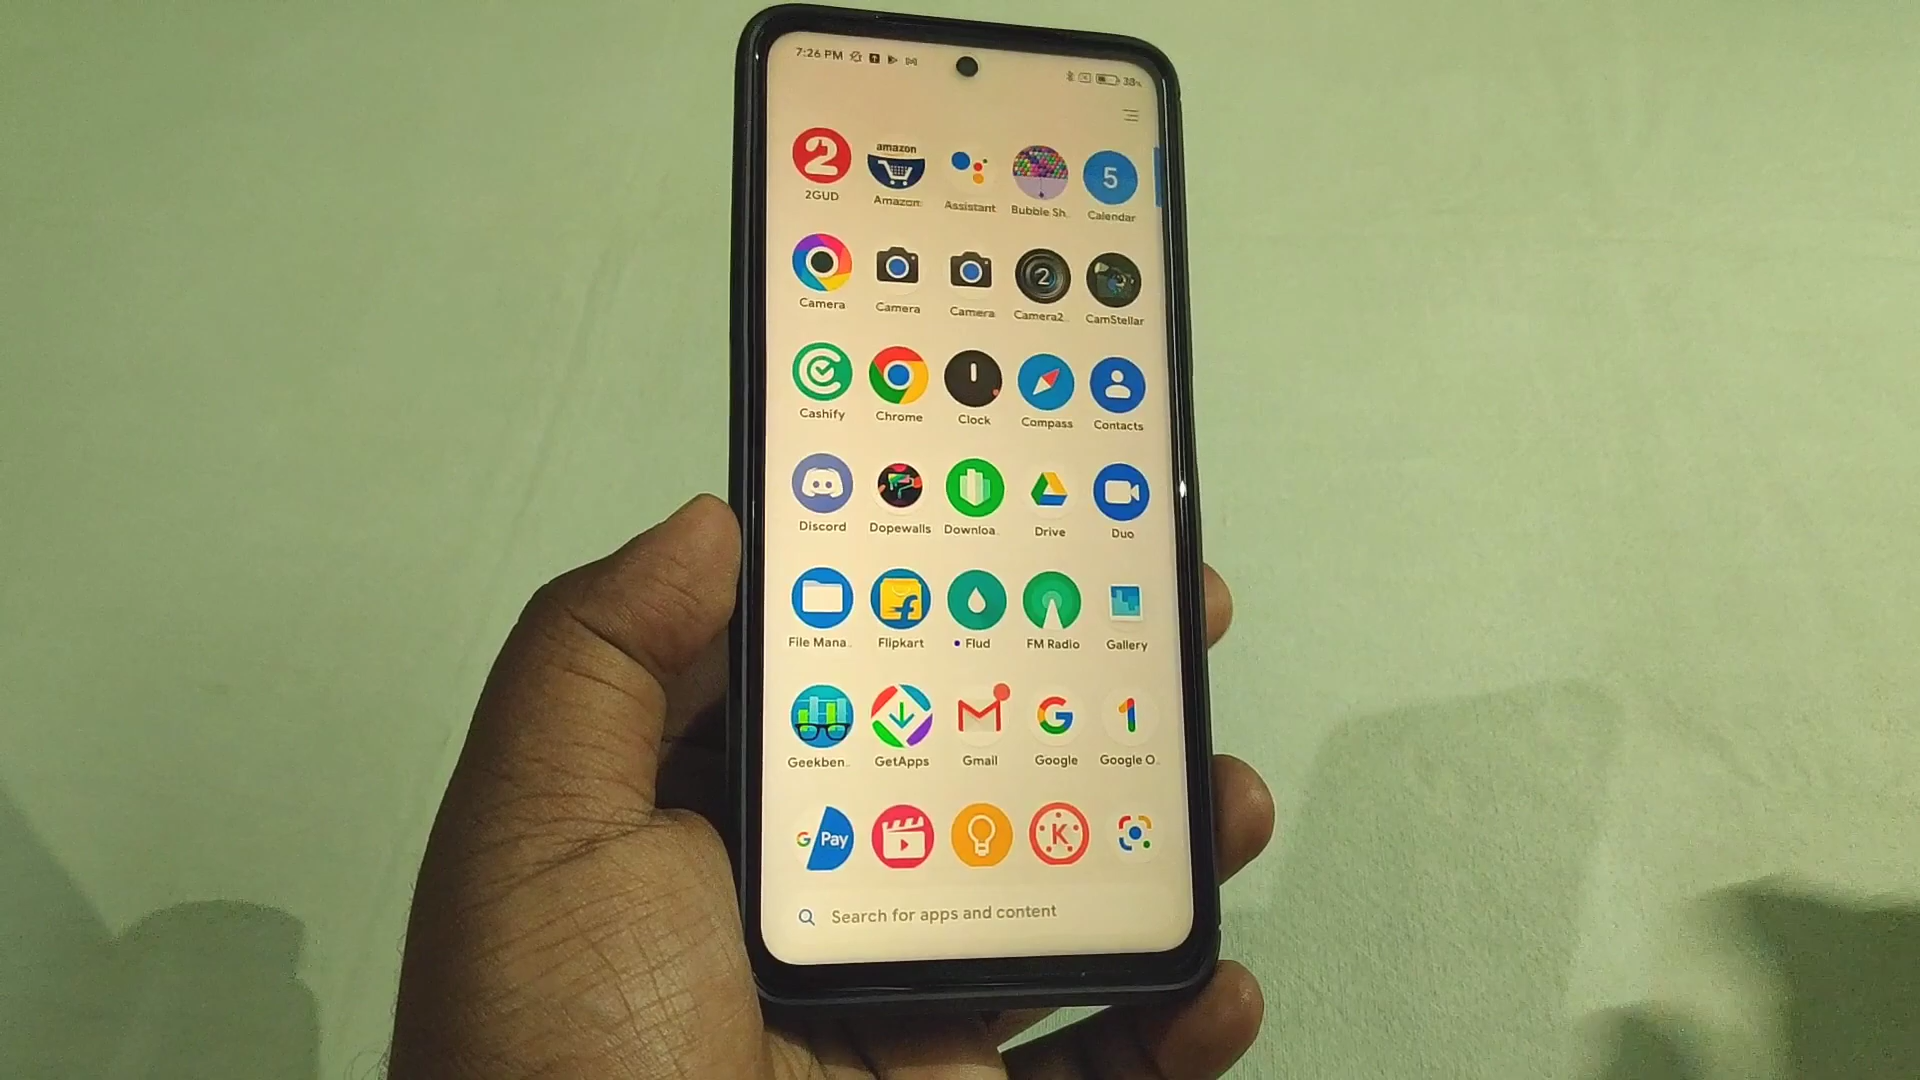 7:26 PM 38%
2 amazon 5
2GUD Amazon Assistant Bubble Sh.. Calendar
2
Camera Camera Camera Camera2.. CamStellar
Cashify Chrome Clock Compass Contacts
Discord Dopewalls Downloa.. Drive Duo
File Mana.. Flipkart Flud FM Radio Gallery
Geekben.. GetApps Gmail Google Google O..
G Pay K
Search for apps and content